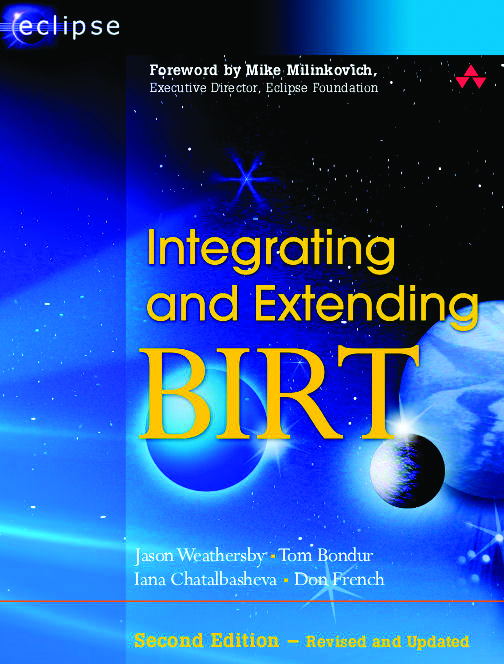 eclipse
Foreword by Mike Milinkovich,
Executive Director, Eclipse Foundation
Integrating
and Extending
BIRT
Jason Weathersby ▪ Tom Bondur
Iana Chatalbasheva ▪ Don French
Second Edition – Revised and Updated